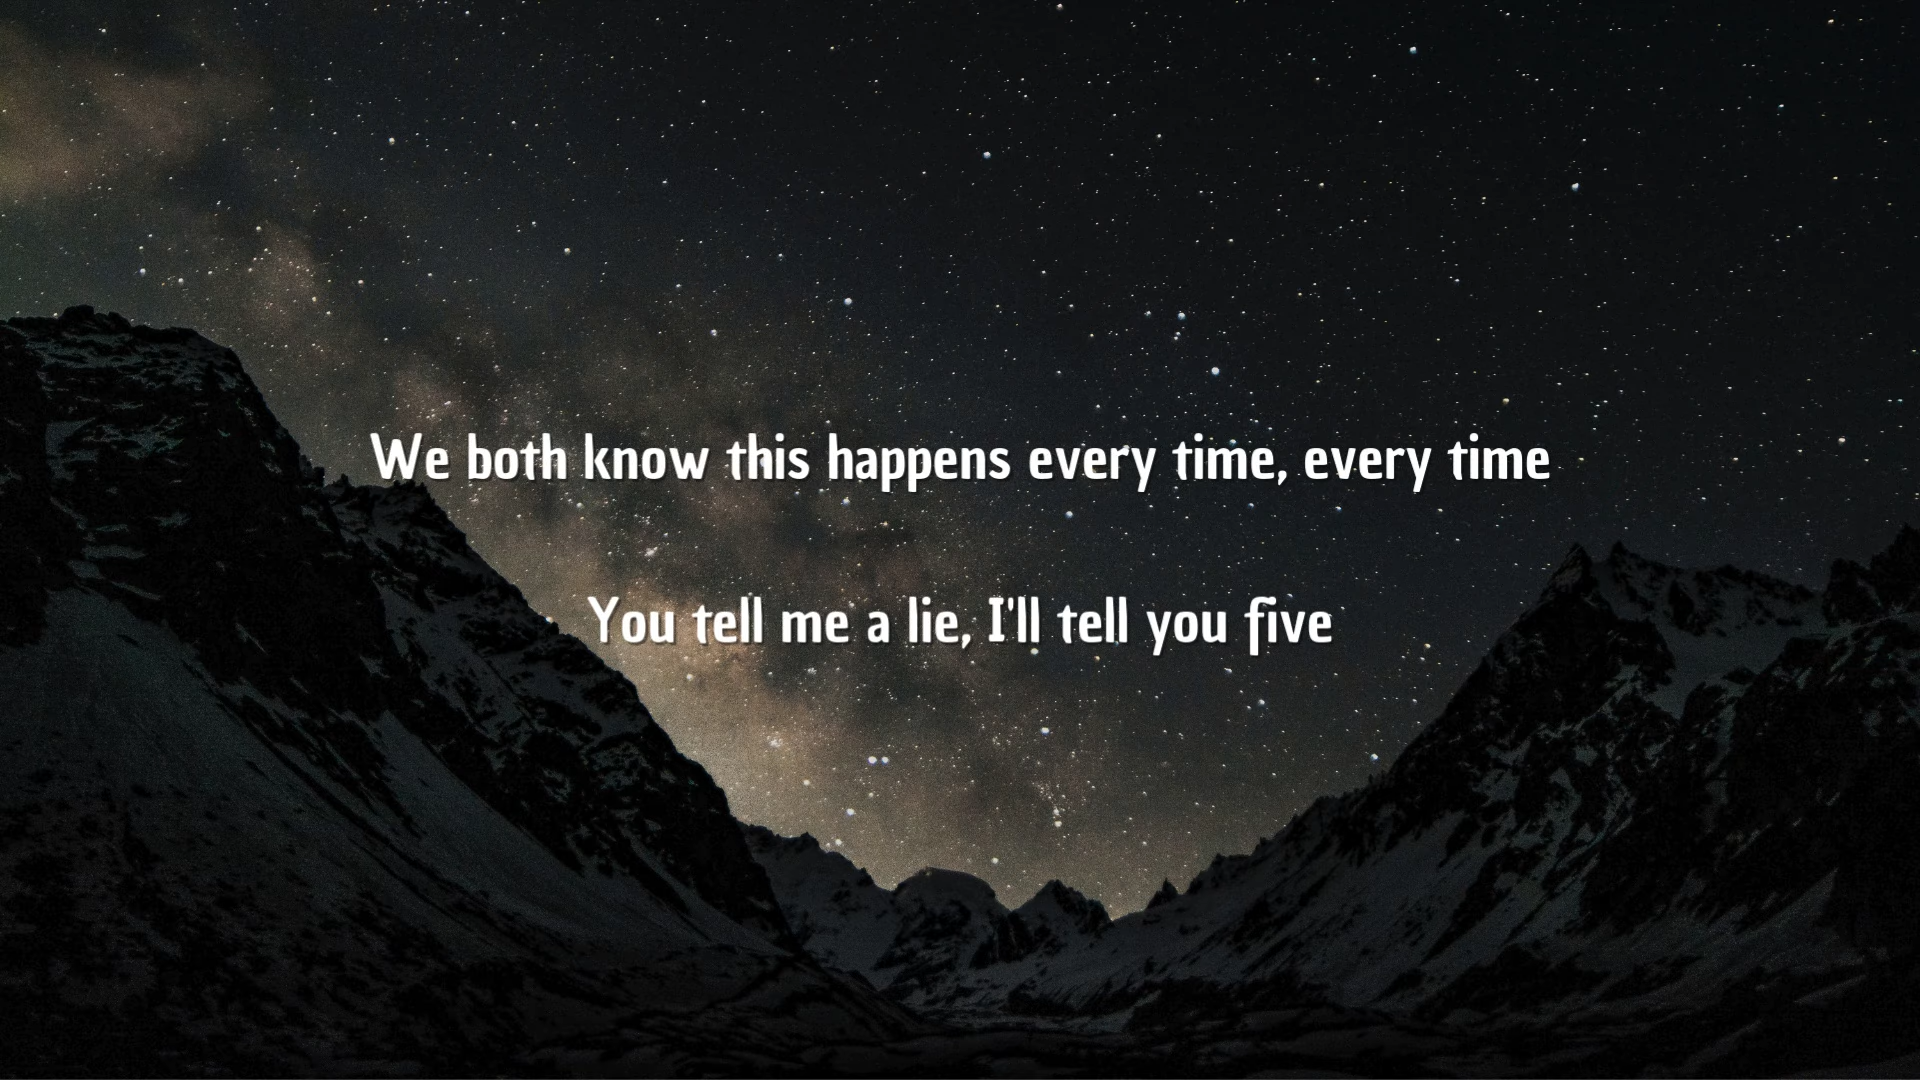 We both know this happens every time, every time
You tell me a lie, I'll tell you five